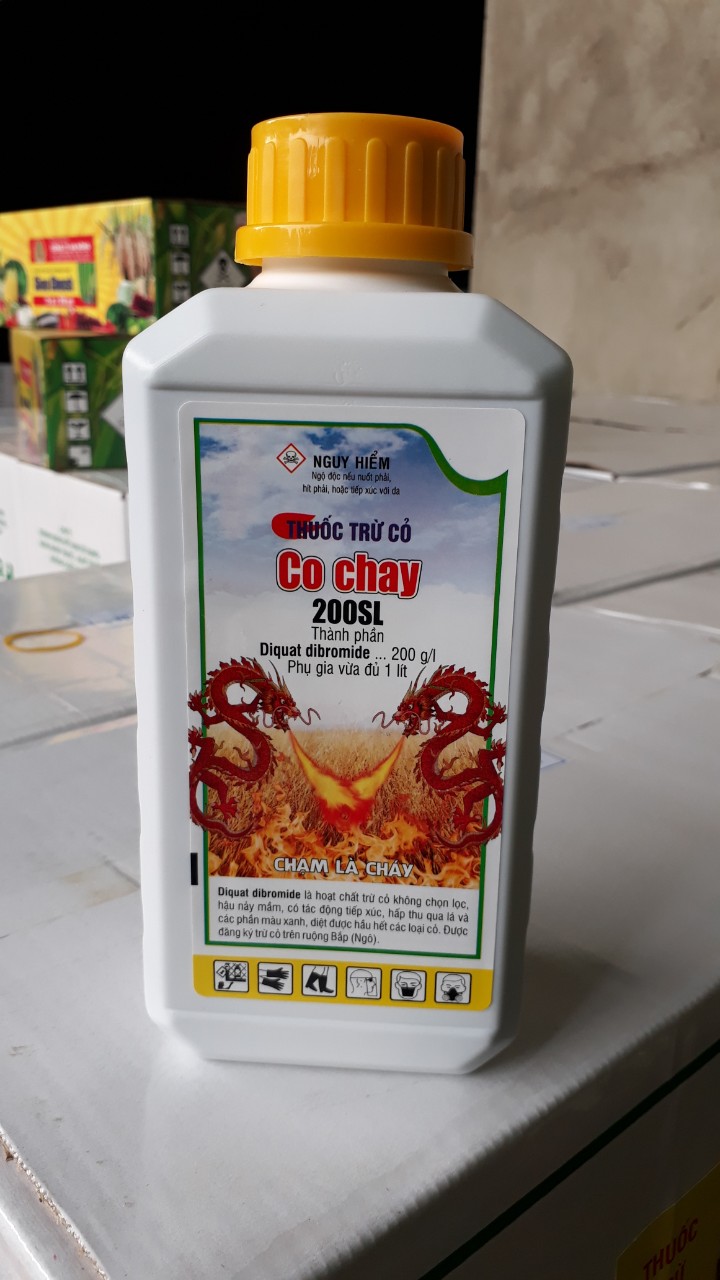 NGUY HIỂM
Ngộ độc nếu nuốt phải,
hít phải, hoặc tiếp xúc với da
THUỐC TRỪ CỎ
Co chay
200SL
Thành phần
Diquat dibromide ... 200 g/l
Phụ gia vừa đủ 1 lít
CHẠM LÀ CHÁY
Diquat dibromide là hoạt chất trừ cỏ không chọn lọc,
hậu nảy mầm, có tác động tiếp xúc, hấp thu qua lá và
các phần màu xanh, diệt được hầu hết các loại cỏ. Được
đăng ký trừ cỏ trên ruộng Bắp (Ngô).
THUỐC